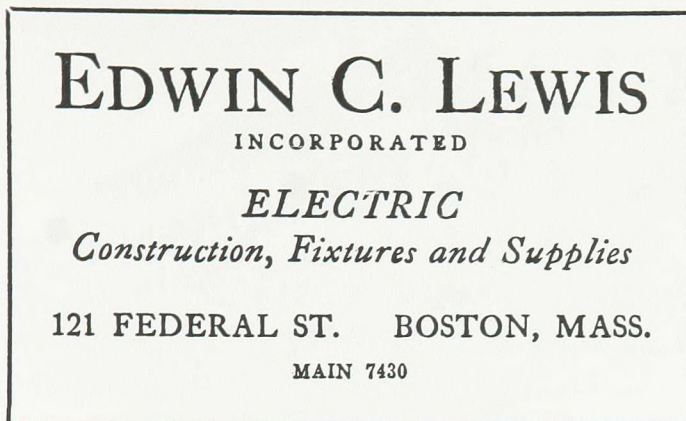 EDWIN C. LEWIS
INCORPORATED
ELECTRIC
Construction, Fixtures and Supplies
121 FEDERAL ST. BOSTON, MASS.
MAIN 7430